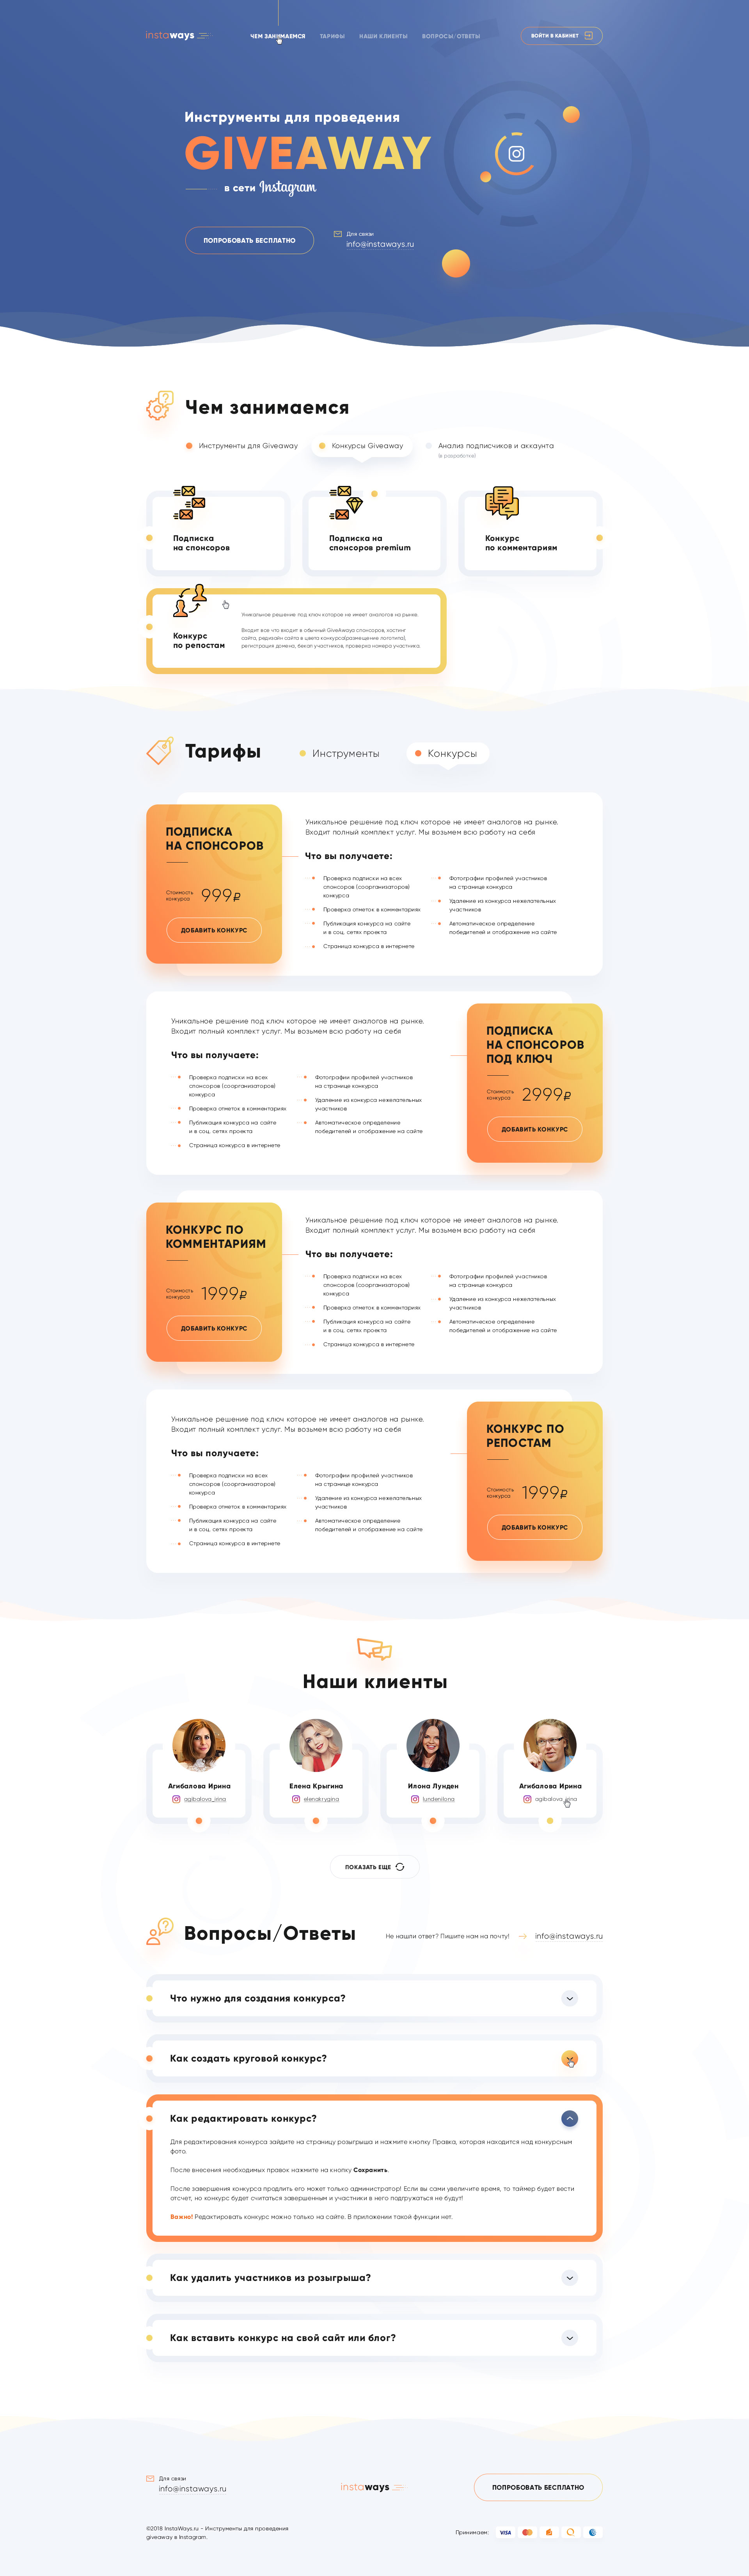 instaways
ЧЕМ ЗАНИМАЕМСЯ
ТАРИФЫ
НАШИ КЛИЕНТЫ
ВОПРОСЫ/ОТВЕТЫ
ВОЙТИ В КАБИНЕТ
Инструменты для проведения
GIVEAWAY
в сети Instagram
ПОПРОБОВАТЬ БЕСПЛАТНО
Для связи
info@instaways.ru
Чем занимаемся
Инструменты для Giveaway
Конкурсы Giveaway
Анализ подписчиков и аккаунта
(в разработке)
Подписка
на спонсоров
Подписка на
спонсоров premium
Конкурс
по комментариям
Конкурс
по репостам
Уникальное решение под ключ которое не имеет аналогов на рынке.
Входит все что входит в обычный GiveAwaya спонсоров, хостинг
сайта, редизайн сайта в цвета конкурса(размещение логотипа),
регистрация домена, бекап участников, проверка номера участника.
Тарифы
Инструменты
Конкурсы
ПОДПИСКА
НА СПОНСОРОВ
Стоимость
конкурса
999₽
ДОБАВИТЬ КОНКУРС
Уникальное решение под ключ которое не имеет аналогов на рынке.
Входит полный комплект услуг. Мы возьмем всю работу на себя
Что вы получаете:
Проверка подписки на всех
спонсоров (соорганизаторов)
конкурса
Проверка отметок в комментариях
Публикация конкурса на сайте
и в соц. сетях проекта
Страница конкурса в интернете
Фотографии профилей участников
на странице конкурса
Удаление из конкурса нежелательных
участников
Автоматическое определение
победителей и отображение на сайте
Уникальное решение под ключ которое не имеет аналогов на рынке.
Входит полный комплект услуг. Мы возьмем всю работу на себя
Что вы получаете:
Проверка подписки на всех
спонсоров (соорганизаторов)
конкурса
Проверка отметок в комментариях
Публикация конкурса на сайте
и в соц. сетях проекта
Страница конкурса в интернете
Фотографии профилей участников
на странице конкурса
Удаление из конкурса нежелательных
участников
Автоматическое определение
победителей и отображение на сайте
ПОДПИСКА
НА СПОНСОРОВ
ПОД КЛЮЧ
Стоимость
конкурса
2999₽
ДОБАВИТЬ КОНКУРС
КОНКУРС ПО
КОММЕНТАРИЯМ
Стоимость
конкурса
1999₽
ДОБАВИТЬ КОНКУРС
Уникальное решение под ключ которое не имеет аналогов на рынке.
Входит полный комплект услуг. Мы возьмем всю работу на себя
Что вы получаете:
Проверка подписки на всех
спонсоров (соорганизаторов)
конкурса
Проверка отметок в комментариях
Публикация конкурса на сайте
и в соц. сетях проекта
Страница конкурса в интернете
Фотографии профилей участников
на странице конкурса
Удаление из конкурса нежелательных
участников
Автоматическое определение
победителей и отображение на сайте
Уникальное решение под ключ которое не имеет аналогов на рынке.
Входит полный комплект услуг. Мы возьмем всю работу на себя
Что вы получаете:
Проверка подписки на всех
спонсоров (соорганизаторов)
конкурса
Проверка отметок в комментариях
Публикация конкурса на сайте
и в соц. сетях проекта
Страница конкурса в интернете
Фотографии профилей участников
на странице конкурса
Удаление из конкурса нежелательных
участников
Автоматическое определение
победителей и отображение на сайте
КОНКУРС ПО
РЕПОСТАМ
Стоимость
конкурса
1999₽
ДОБАВИТЬ КОНКУРС
Наши клиенты
Агибалова Ирина
agibalova_irina
Елена Крыгина
elenakrygina
Илона Лунден
lundenilona
Агибалова Ирина
ПОКАЗАТЬ ЕЩЕ
Вопросы/Ответы
Не нашли ответ? Пишите нам на почту!
info@instaways.ru
Что нужно для создания конкурса?
Как создать круговой конкурс?
Как редактировать конкурс?
Для редактирования конкурса зайдите на страницу розыгрыша и нажмите кнопку Правка, которая находится над конкурсным
фото.
После внесения необходимых правок нажмите на кнопку Сохранить.
После завершения конкурса продлить его может только администратор! Если вы сами увеличите время, то таймер будет вести
отсчет, но конкурс будет считаться завершенным и участники в него подгружаться не будут!
Важно! Редактировать конкурс можно только на сайте. В приложении такой функции нет.
Как удалить участников из розыгрыша?
Как вставить конкурс на свой сайт или блог?
Для связи
info@instaways.ru
instaways
ПОПРОБОВАТЬ БЕСПЛАТНО
©2018 InstaWays.ru - Инструменты для проведения
giveaway в Instagram.
Принимаем:
VISA